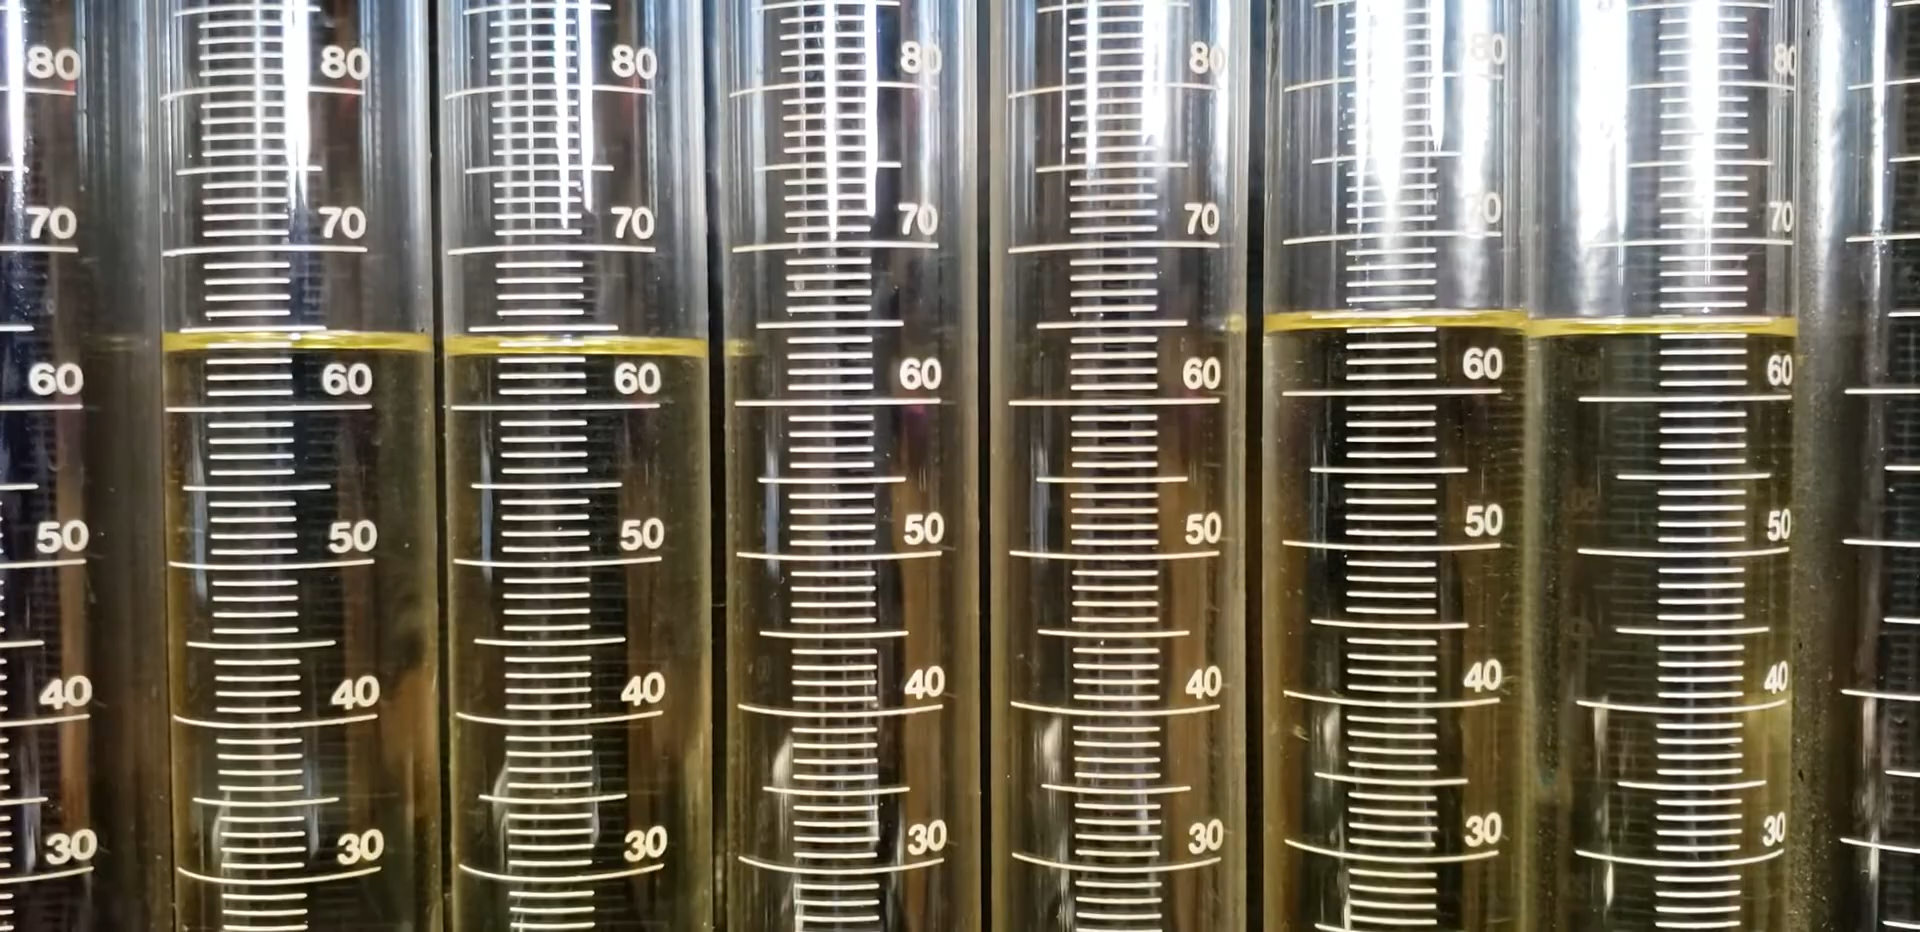 80 80 80 80 80 80 80
70 70 70 70 70 70 70
60 60 60 60 60 60 60
50 50 50 50 50 50 50
40 40 40 40 40 40 40
30 30 30 30 30 30 30